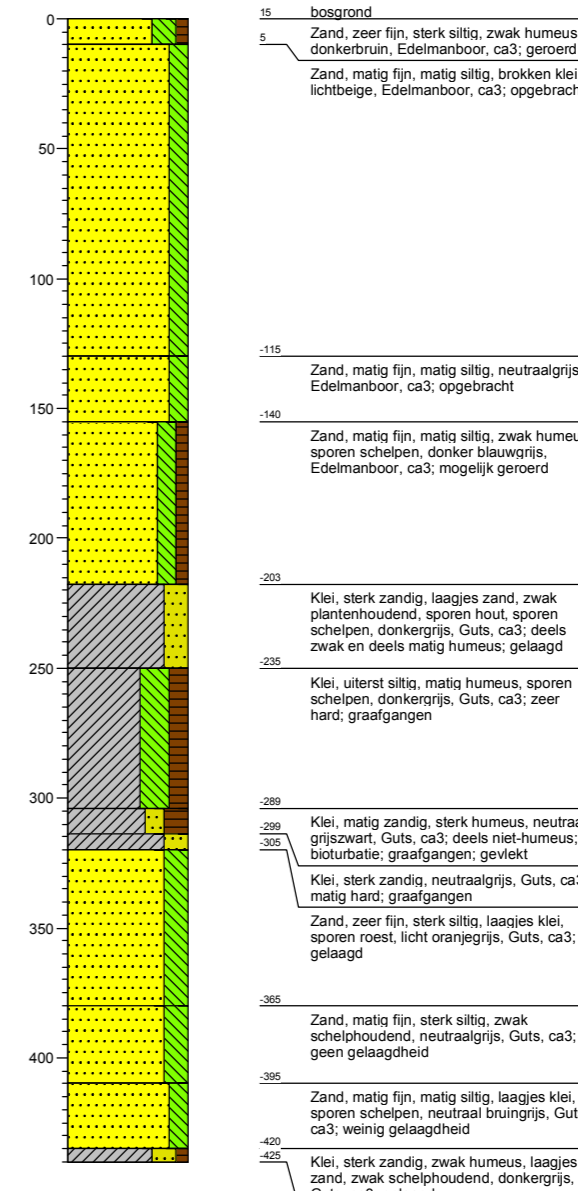 0
50
100
150
200
250
300
350
400
15 bosgrond
Zand, zeer fijn, sterk siltig, zwak humeus
5 donkerbruin, Edelmanboor, ca3; geroerd
Zand, matig fijn, matig siltig, brokken klei
lichtbeige, Edelmanboor, ca3;
-115
Zand, matig fijn, matig siltig, neutraalgrijs
Edelmanboor, ca3; opgebracht
-140
Zand, matig fijn, matig siltig, zwak
sporen schelpen, donker blauwgrijs,
Edelmanboor, ca3; mogelijk geroerd
-203
Klei, sterk zandig, laagjes zand, zwak
plantenhoudend, sporen hout, sporen
schelpen, donkergrijs, Guts, ca3; deels
zwak en deels matig humeus; gelaagd
-235
Klei, uiterst siltig, matig humeus, sporen
schelpen, donkergrijs, Guts, ca3; zeer
hard; graafgangen
-289
Klei, matig zandig, sterk humeus,
-299 grijszwart, Guts, ca3; deels niet-humeus;
-305 bioturbatie; graafgangen; gevlekt
Klei, sterk zandig, neutraalgrijs, Guts,
matig hard; graafgangen
Zand, zeer fijn, sterk siltig, laagjes klei,
sporen roest, licht oranjegrijs, Guts, ca3;
gelaagd
-365
Zand, matig fijn, sterk siltig, zwak
schelphoudend, neutraalgrijs, Guts, ca3;
geen gelaagdheid
-395
Zand, matig fijn, matig siltig, laagjes klei,
sporen schelpen, neutraal bruingrijs,
ca3; weinig gelaagdheid
-420
-425 Klei, sterk zandig, zwak humeus, laagjes
zand, zwak schelphoudend, donkergrijs,